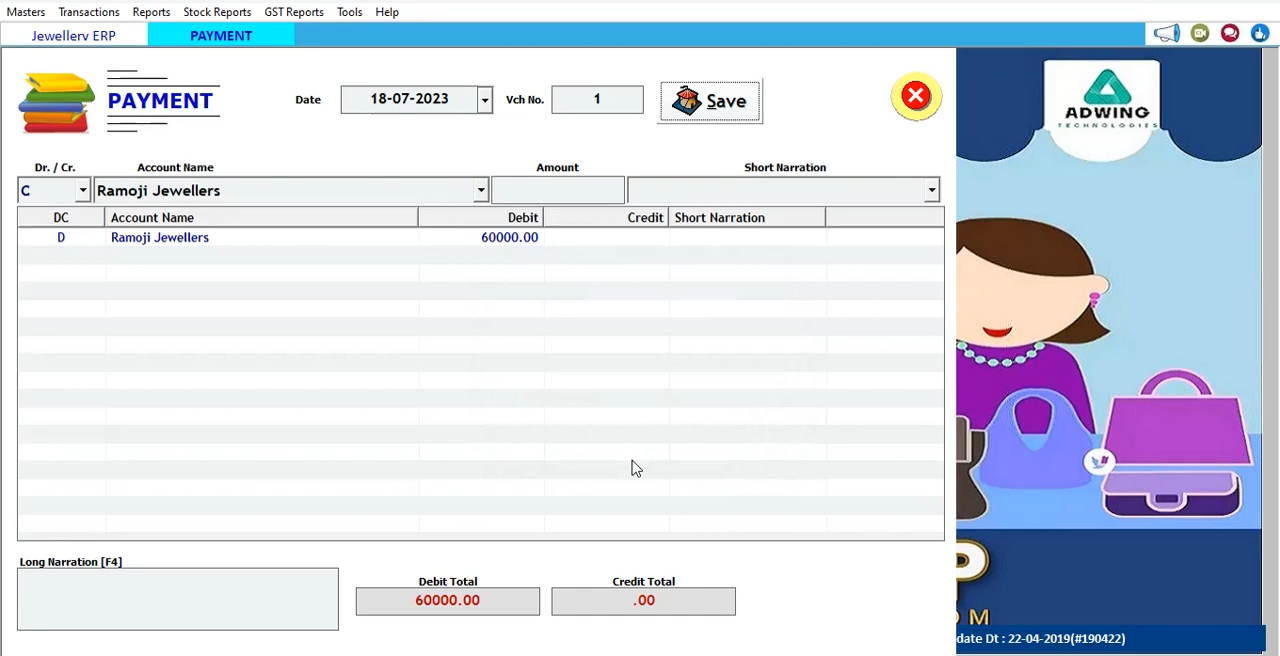 Masters Transactions Reports Stock Reports GST Reports Tools Help
Jewellery ERP PAYMENT
PAYMENT Date 18-07-2023 Vch No. 1 Save
ADWING
TECHNOLOGIES
Dr. / Cr. Account Name Amount Short Narration
C Ramoji Jewellers
DC Account Name Debit Credit Short Narration
D Ramoji Jewellers 60000.00
Long Narration [F4]
Debit Total Credit Total
60000.00 .00
P
O M
date Dt : 22-04-2019(#190422)